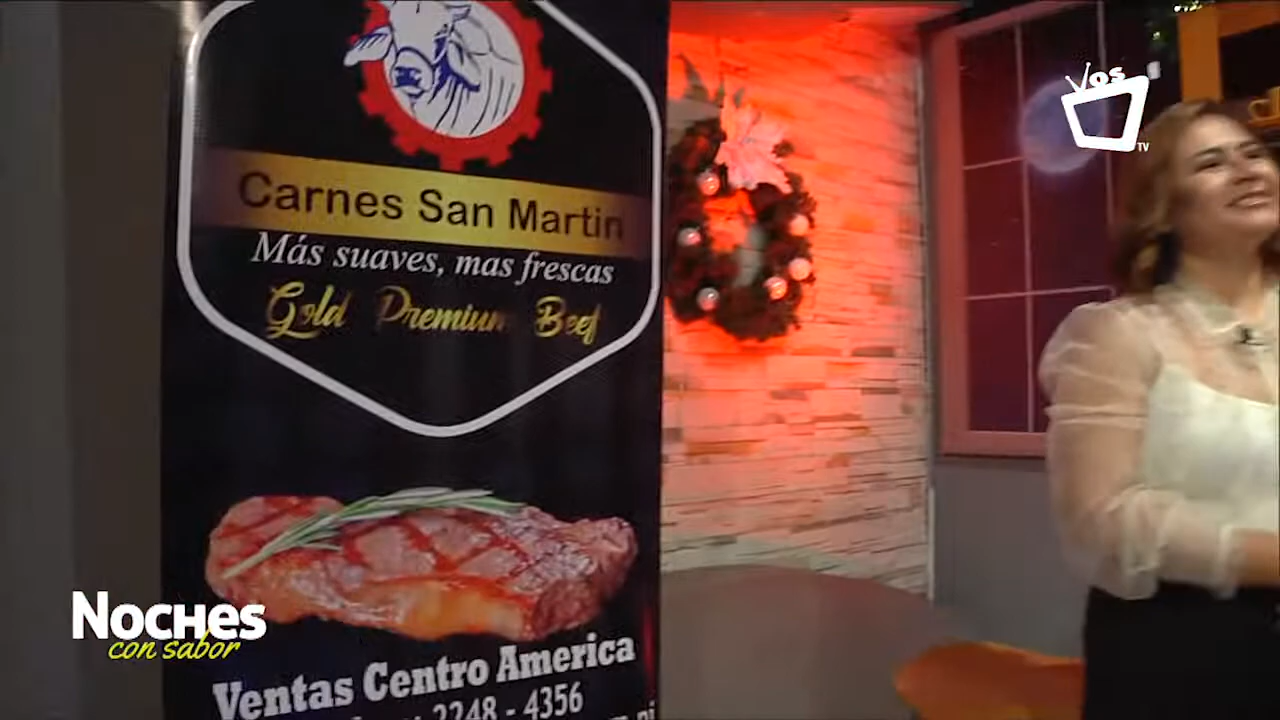 VOS
TV
Carnes San Martin
Más suaves, mas frescas
Gold Premium Beef
Ventas Centro America
2248 - 4356
NOCHES
con sabor